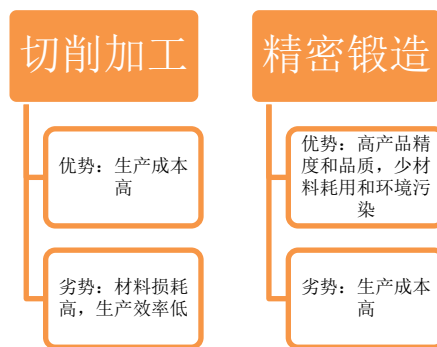 切削加工
优势：生产成本
高
劣势：材料损耗
高，生产效率低
精密锻造
优势：高产品精
度和品质，少材
料耗用和环境污
染
劣势：生产成本
高